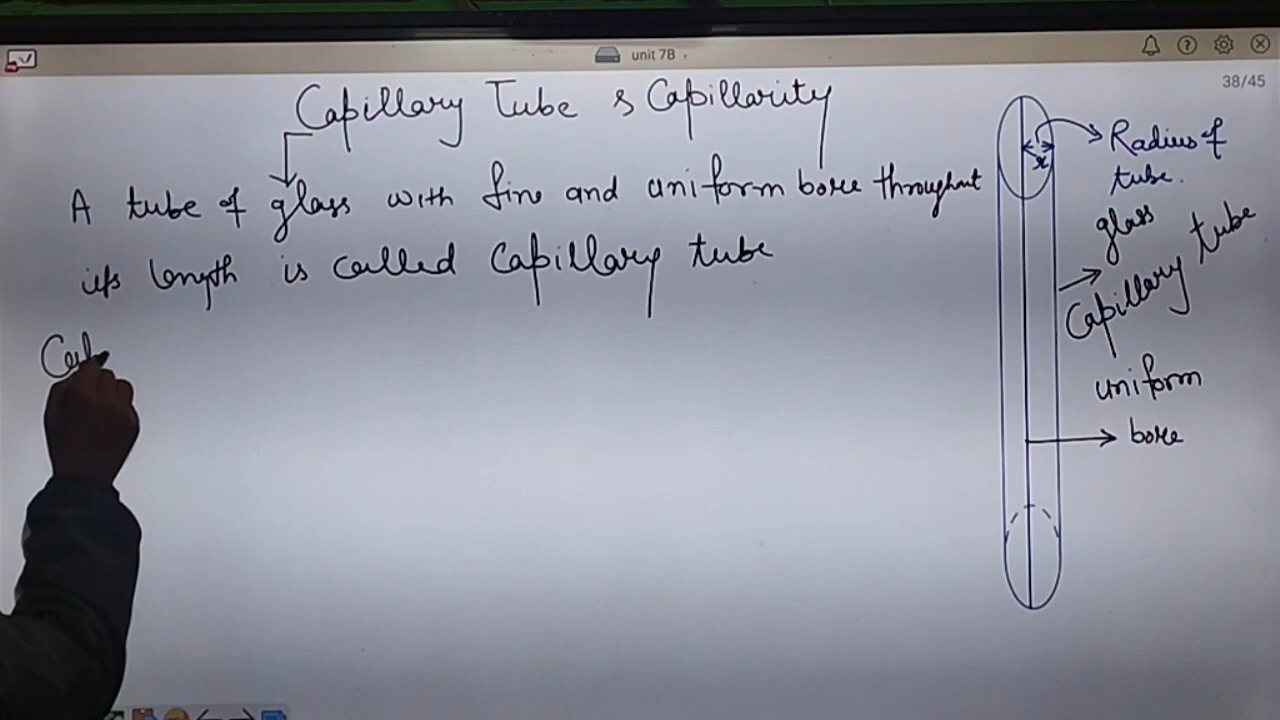 unit 7B
38/45
Capillary Tube & Capillarity
A tube of glass with fine and uniform bore throughout
its length is called Capillary tube
Radius of
tube.
r
glass
Capillary tube
uniform
bore